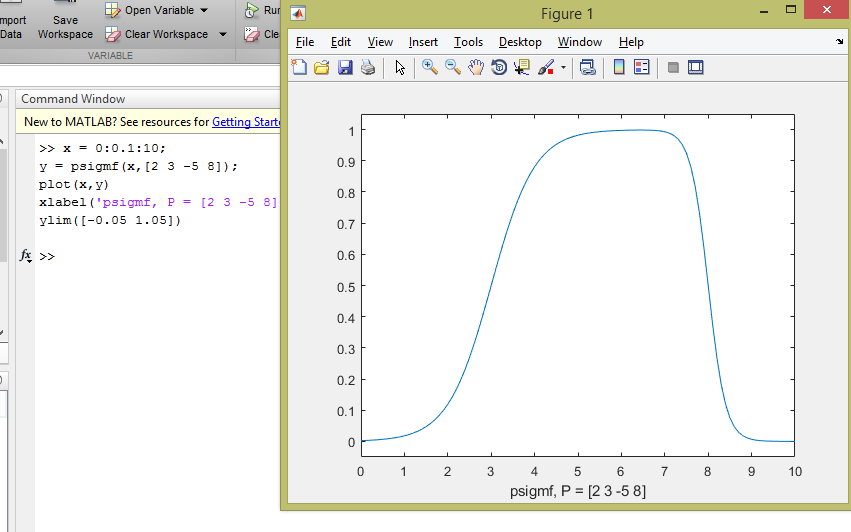 mport
Data
Save
Workspace
Open Variable
Clear Workspace
Run
Cle
VARIABLE
Command Window
New to MATLAB? See resources for Getting Starte
>> x = 0:0.1:10;
y = psigmf(x,[2 3 -5 8]);
plot(x,y)
xlabel('psigmf, P = [2 3 -5 8]
ylim([-0.05 1.05])
fx >>
Figure 1
File Edit View Insert Tools Desktop Window Help
1
0.9
0.8
0.7
0.6
0.5
0.4
0.3
0.2
0.1
0
0 1 2 3 4 5 6 7 8 9 10
psigmf, P = [2 3 -5 8]